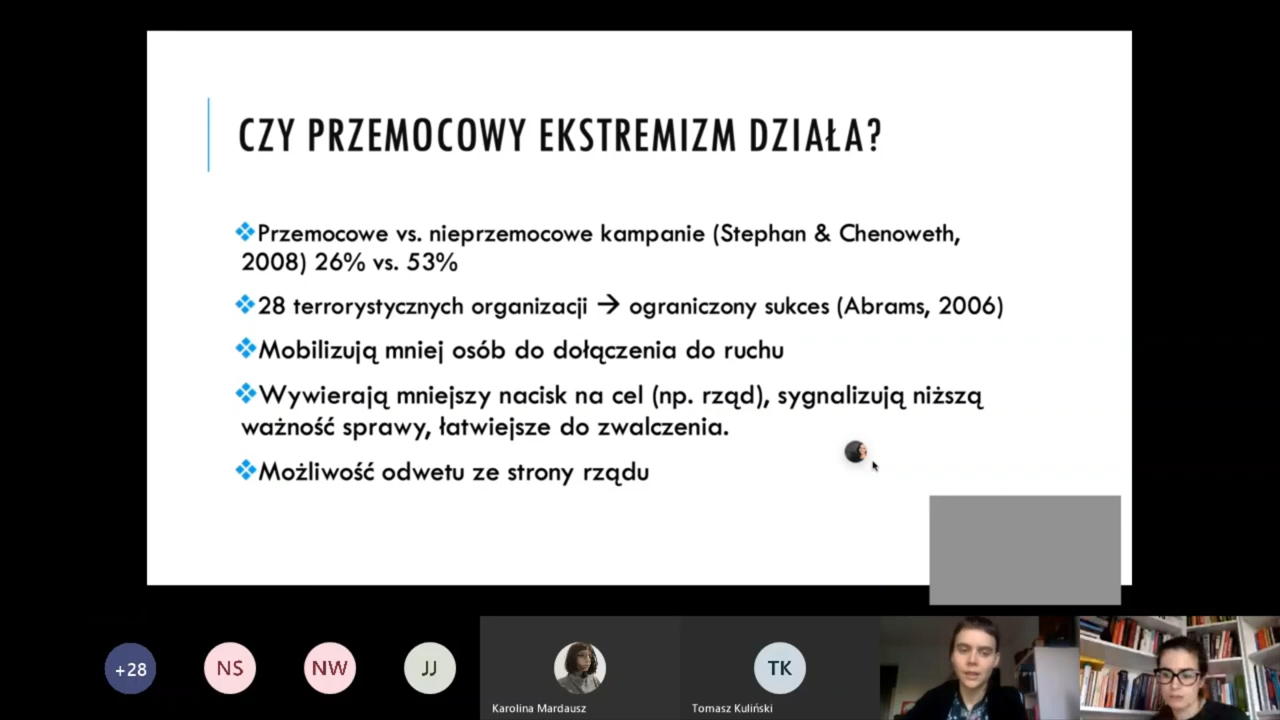 CZY PRZEMOCOWY EKSTREMIZM DZIAŁA?
❖Przemocowe vs. nieprzemocowe kampanie (Stephan & Chenoweth,
2008) 26% vs. 53%
❖28 terrorystycznych organizacji → ograniczony sukces (Abrams, 2006)
❖Mobilizują mniej osób do dołączenia do ruchu
❖Wywierają mniejszy nacisk na cel (np. rząd), sygnalizują niższą
ważność sprawy, łatwiejsze do zwalczenia.
❖Możliwość odwetu ze strony rządu
+28
NS
NW
JJ
TK
Karolina Mardausz
Tomasz Kuliński